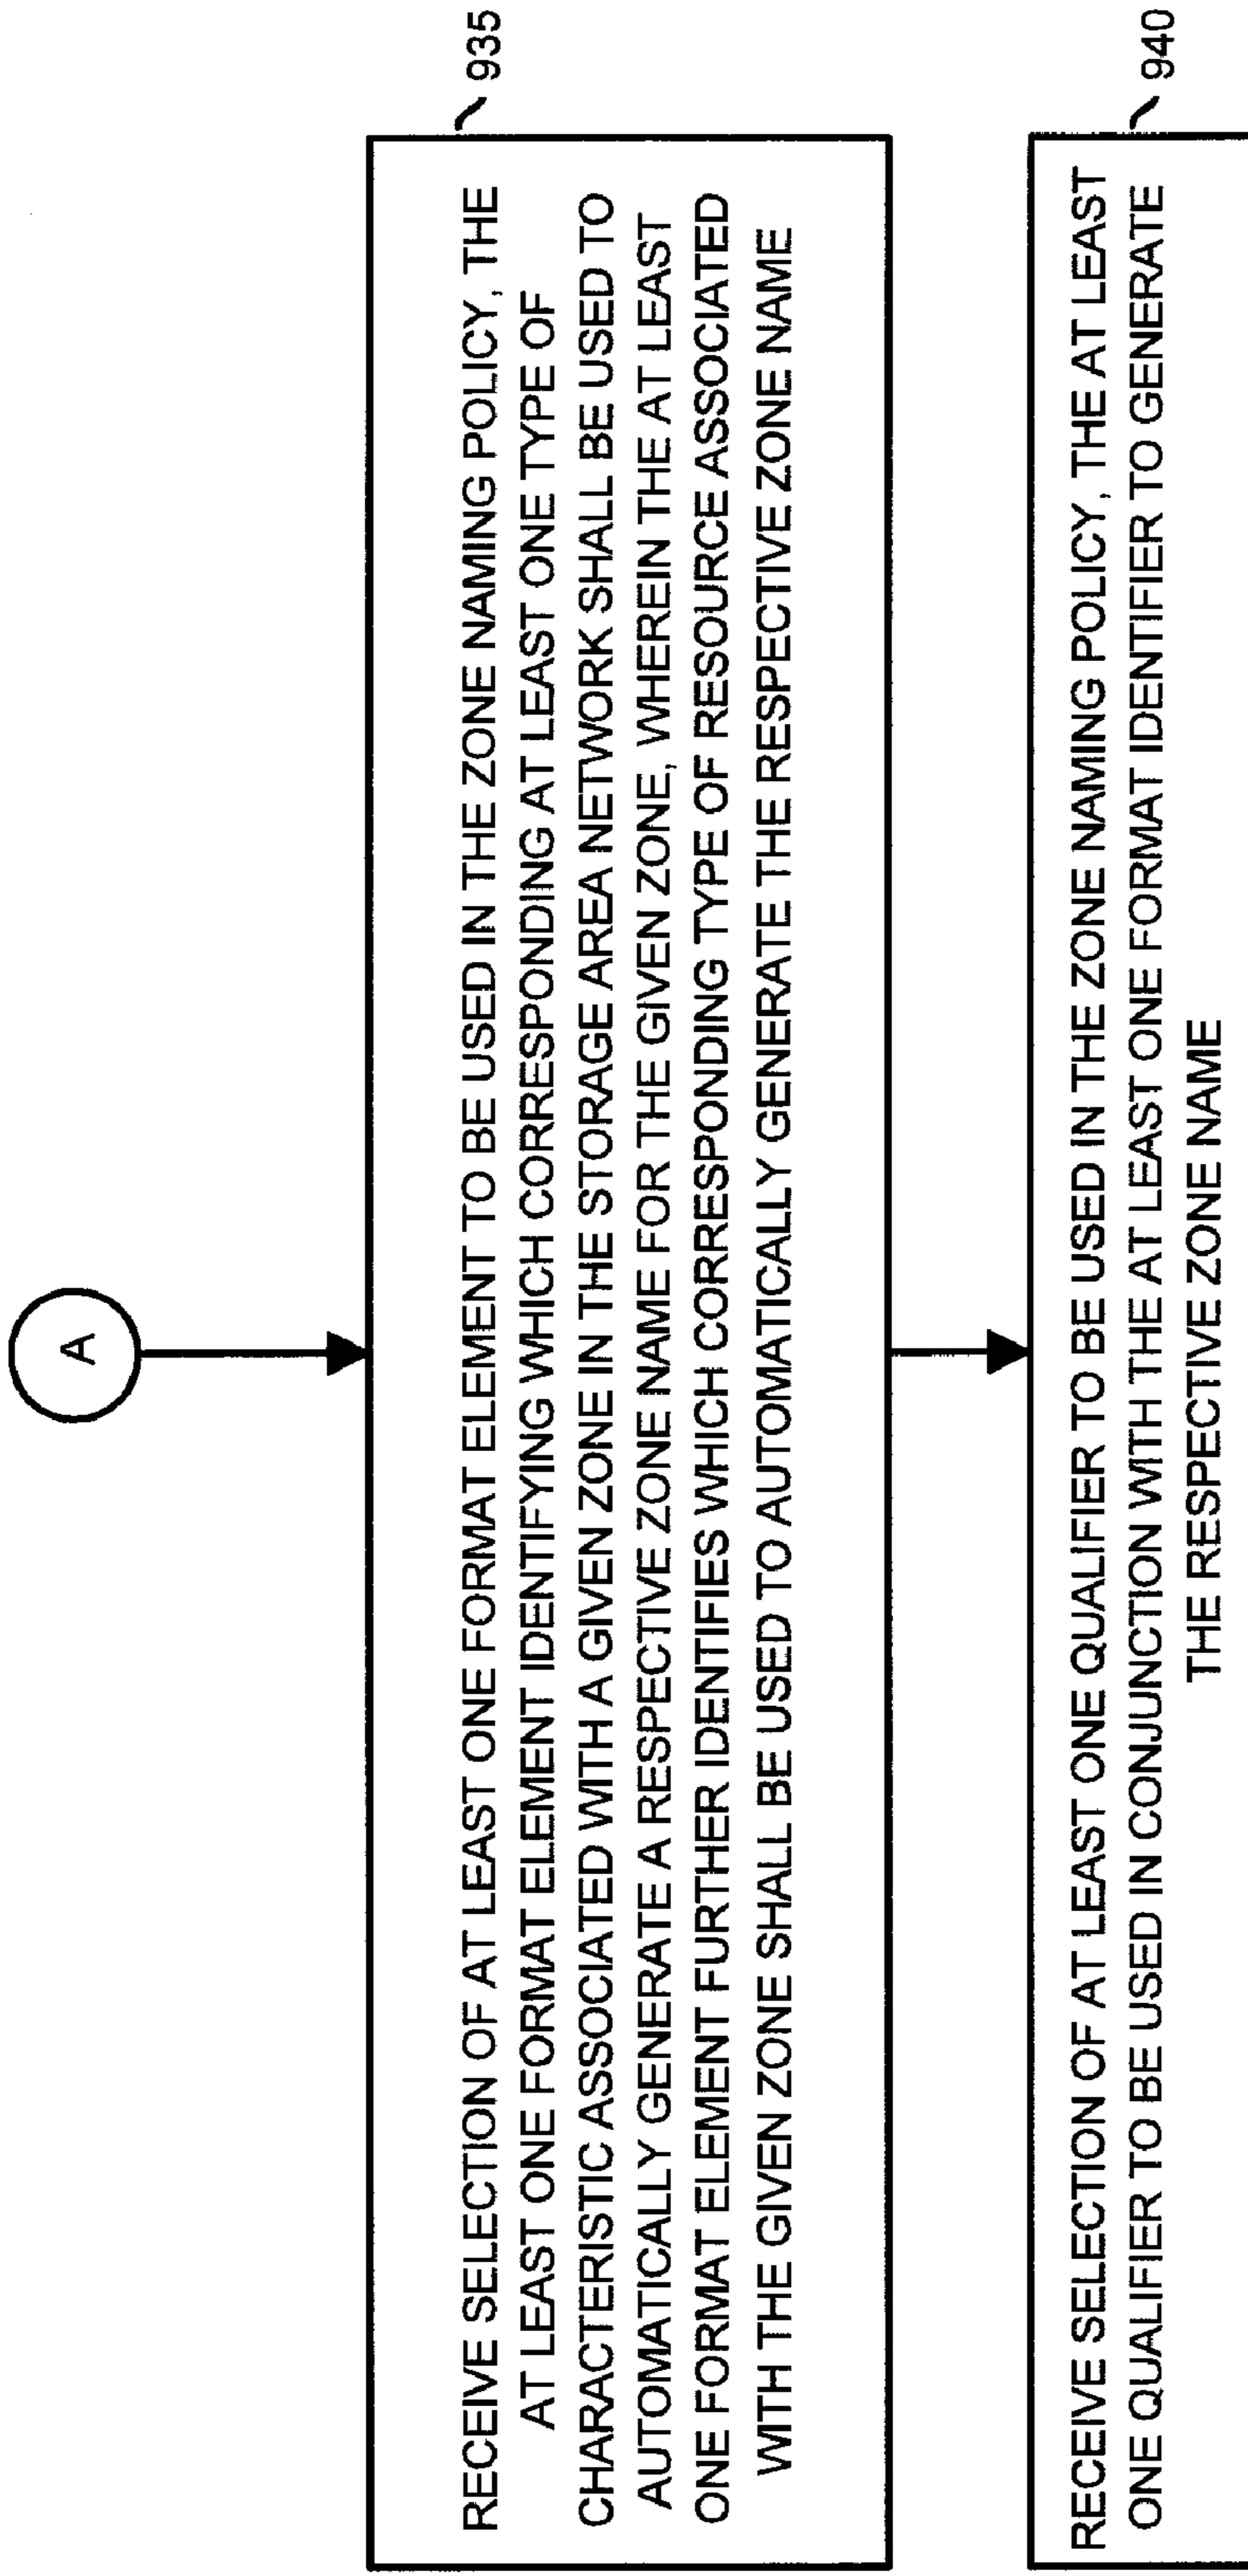 A
935
RECEIVE SELECTION OF AT LEAST ONE FORMAT ELEMENT TO BE USED IN THE ZONE NAMING POLICY, THE
AT LEAST ONE FORMAT ELEMENT IDENTIFYING WHICH CORRESPONDING AT LEAST ONE TYPE OF
CHARACTERISTIC ASSOCIATED WITH A GIVEN ZONE IN THE STORAGE AREA NETWORK SHALL BE USED TO
AUTOMATICALLY GENERATE A RESPECTIVE ZONE NAME FOR THE GIVEN ZONE, WHEREIN THE AT LEAST
ONE FORMAT ELEMENT FURTHER IDENTIFIES WHICH CORRESPONDING TYPE OF RESOURCE ASSOCIATED
WITH THE GIVEN ZONE SHALL BE USED TO AUTOMATICALLY GENERATE THE RESPECTIVE ZONE NAME
940
RECEIVE SELECTION OF AT LEAST ONE QUALIFIER TO BE USED IN THE ZONE NAMING POLICY, THE AT LEAST
ONE QUALIFIER TO BE USED IN CONJUNCTION WITH THE AT LEAST ONE FORMAT IDENTIFIER TO GENERATE
THE RESPECTIVE ZONE NAME